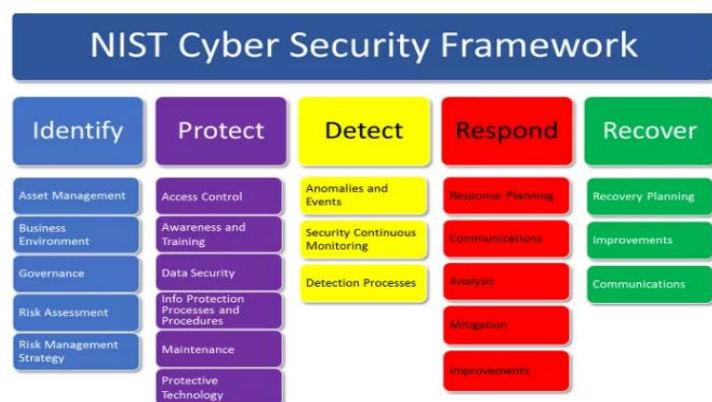 NIST Cyber Security Framework
Identify
Asset Management
Business
Environment
Governance
Risk Assessment
Risk Management
Strategy
Protect
Access Control
Awareness and
Training
Data Security
Info Protection
Processes and
Procedures
Maintenance
Protective
Technology
Detect
Anomalies and
Events
Security Continuous
Monitoring
Detection Processes
Respond
Response Planning
Communications
Analysis
Mitigation
Improvements
Recover
Recovery Planning
Improvements
Communications